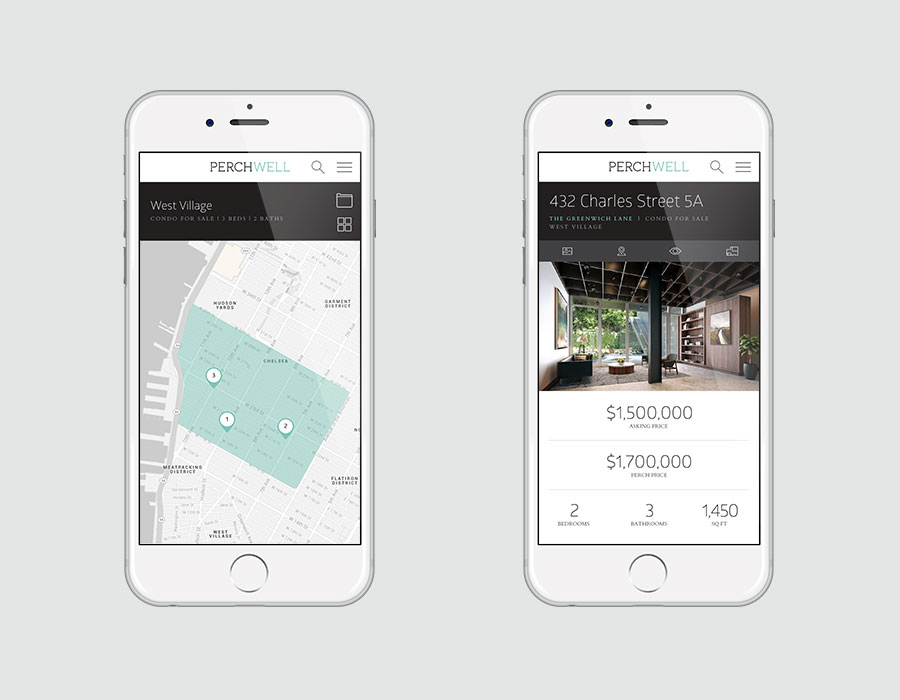 PERCHWELL
West Village
CONDO FOR SALE | 3 BEDS | 2 BATHS
HUDSON
YARDS
GARMENT
DISTRICT
CHELSEA
3
1
2
MEATPACKING
DISTRICT
FLATIRON
DISTRICT
WEST
VILLAGE
PERCHWELL
432 Charles Street 5A
THE GREENWICH LANE | CONDO FOR SALE
WEST VILLAGE
$1,500,000
ASKING PRICE
$1,700,000
PERCH PRICE
2 3 1,450
BEDROOMS BATHROOMS SQ FT